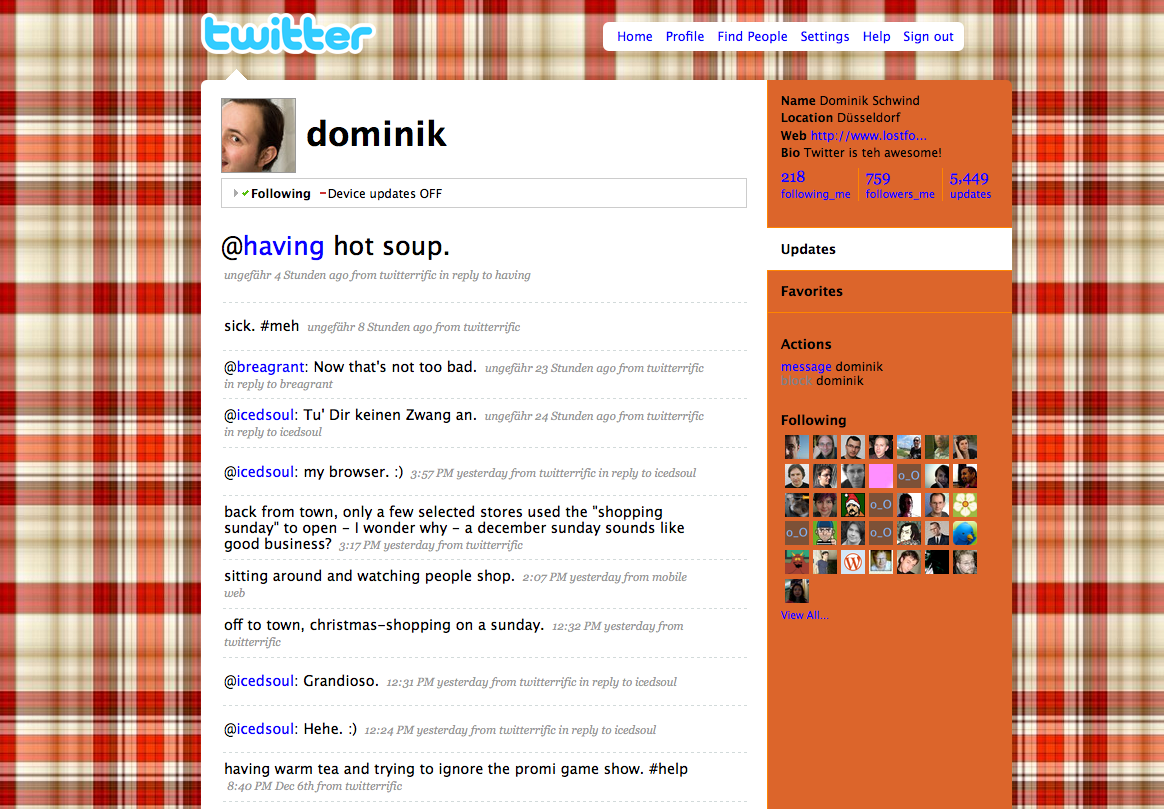 twitter
Home Profile Find People Settings Help Sign out
dominik
Following Device updates OFF
@having hot soup.
ungefähr 4 Stunden ago from twitterrific in reply to having
sick. #meh ungefähr 8 Stunden ago from twitterrific
@breagrant: Now that's not too bad. ungefähr 23 Stunden ago from twitterrific
in reply to breagrant
@icedsoul: Tu' Dir keinen Zwang an. ungefähr 24 Stunden ago from twitterrific
in reply to icedsoul
@icedsoul: my browser. :) 3:57 PM yesterday from twitterrific in reply to icedsoul
back from town, only a few selected stores used the "shopping
sunday" to open - I wonder why - a december sunday sounds like
good business? 3:17 PM yesterday from twitterrific
sitting around and watching people shop. 2:07 PM yesterday from mobile
web
off to town, christmas-shopping on a sunday. 12:32 PM yesterday from
twitterrific
@icedsoul: Grandioso. 12:31 PM yesterday from twitterrific in reply to icedsoul
@icedsoul: Hehe. :) 12:24 PM yesterday from twitterrific in reply to icedsoul
having warm tea and trying to ignore the promi game show. #help
8:40 PM Dec 6th from twitterrific
Name Dominik Schwind
Location Düsseldorf
Web http://www.lostfo...
Bio Twitter is teh awesome!
218 759 5,449
following_me followers_me updates
Updates
Favorites
Actions
message dominik
block dominik
Following
o_O
o_O
o_O
o_O
o_O
View All...